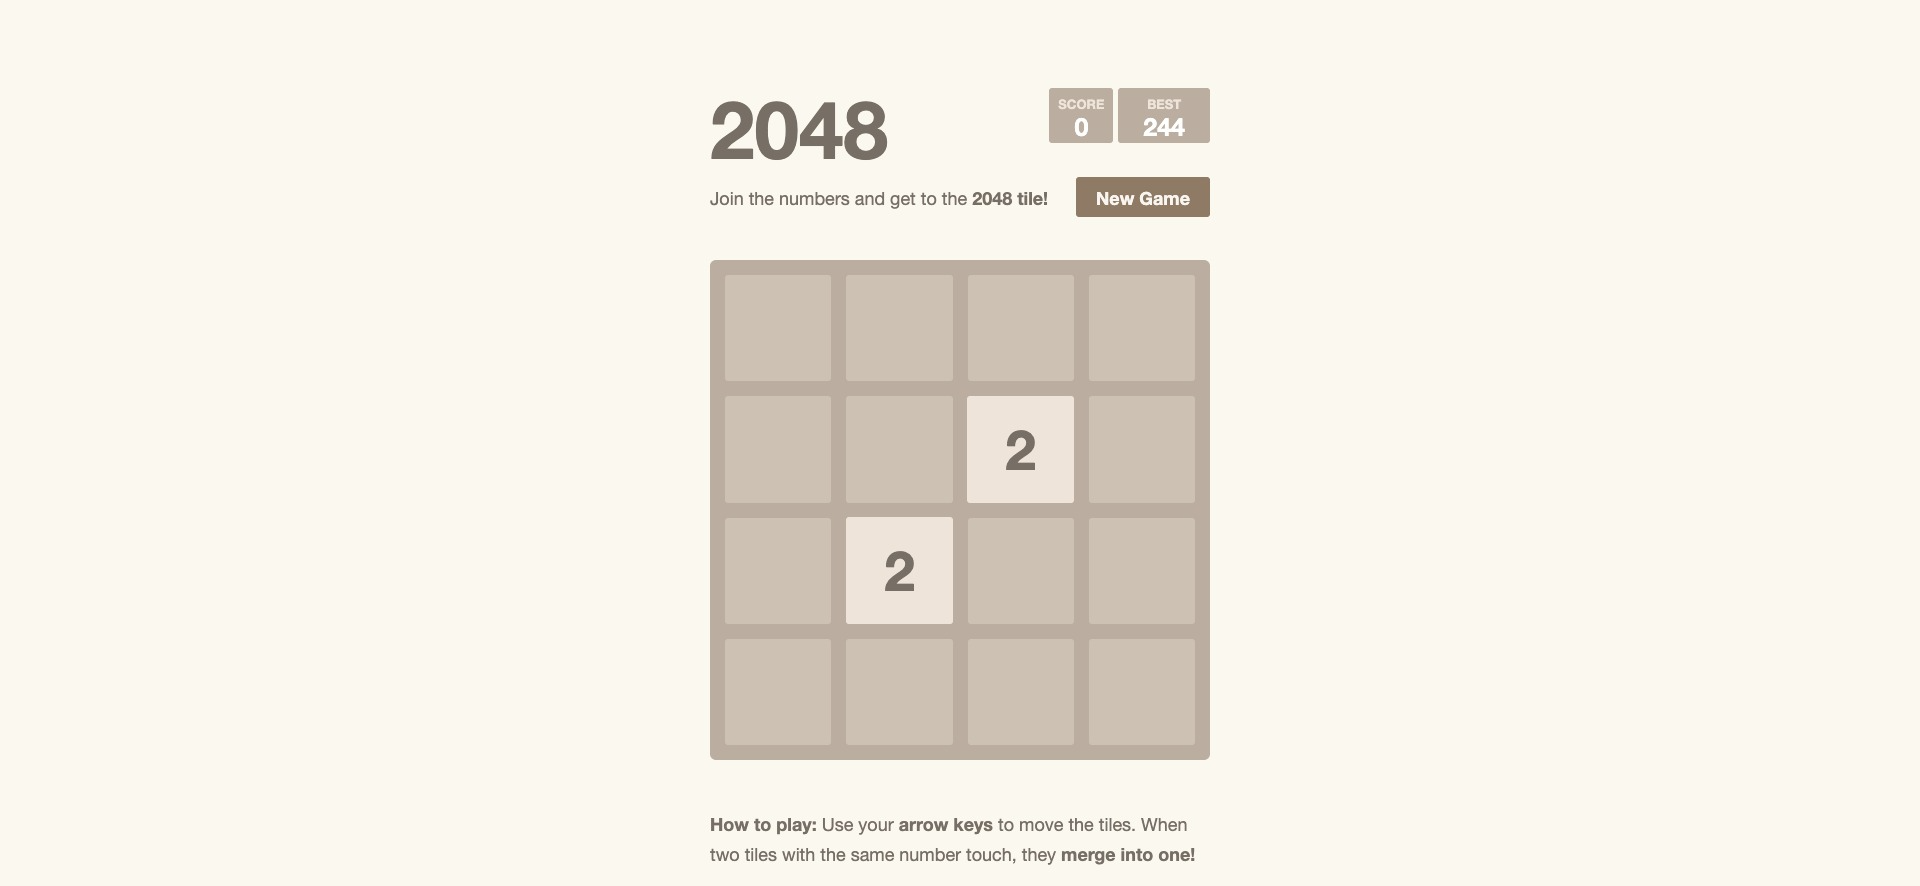 2048
SCORE
0
BEST
244
Join the numbers and get to the 2048 tile!
New Game
2
2
How to play: Use your arrow keys to move the tiles. When
two tiles with the same number touch, they merge into one!